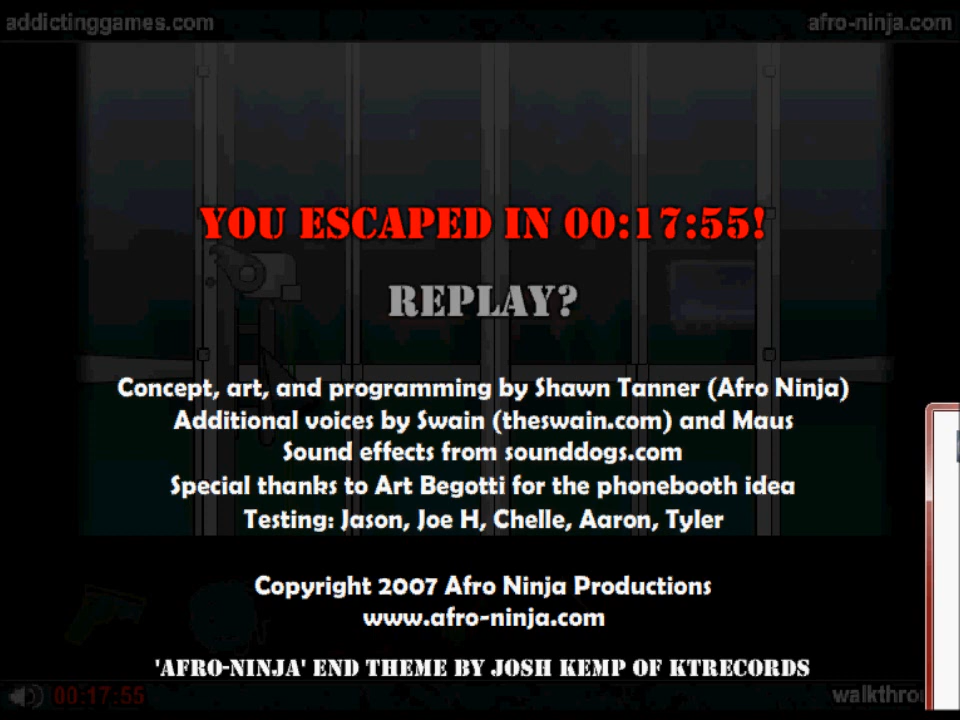 addictinggames.com
afro-ninja.com
YOU ESCAPED IN 00:17:55!
REPLAY?
Concept, art, and programming by Shawn Tanner (Afro Ninja)
Additional voices by Swain (theswain.com) and Maus
Sound effects from sounddogs.com
Special thanks to Art Begotti for the phonebooth idea
Testing: Jason, Joe H, Chelle, Aaron, Tyler
Copyright 2007 Afro Ninja Productions
www.afro-ninja.com
'AFRO-NINJA' END THEME BY JOSH KEMP OF KTRECORDS
00:17:55